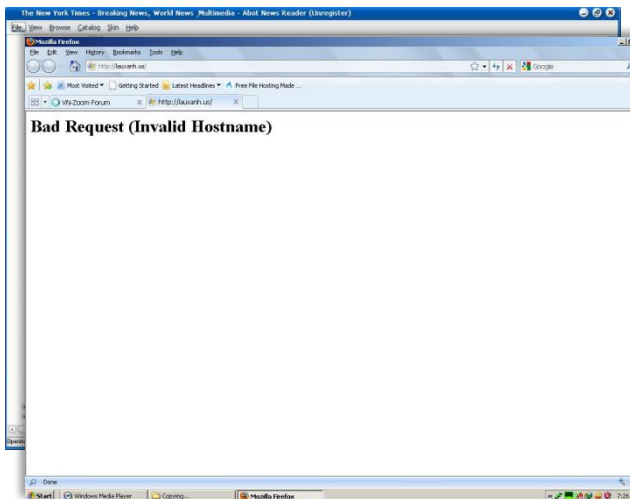 The New York Times - Breaking News, World News Multimedia - Abot News Reader (Unregister)
File View Browse Catalog Skin Help
Mozilla Firefox
File Edit View History Bookmarks Tools Help
http://lauxanh.us/
Google
Most Visited Getting Started Latest Headlines Free File Hosting Made ...
VN-Zoom Forum http://lauxanh.us/
Bad Request (Invalid Hostname)
Done
Start Windows Media Player Copying... Mozilla Firefox 7:26